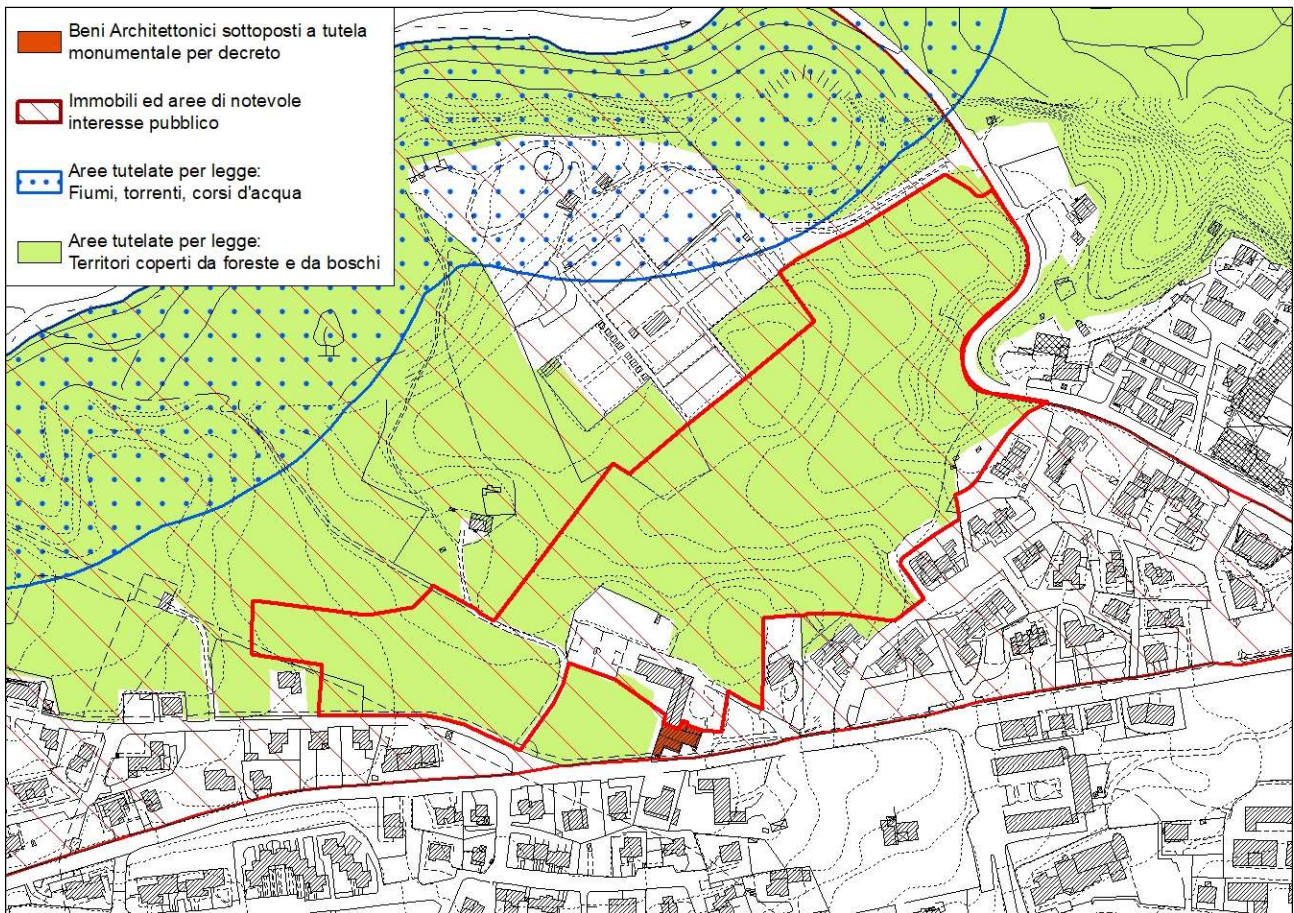 Beni Architettonici sottoposti a tutela
monumentale per decreto
Immobili ed aree di notevole
interesse pubblico
Aree tutelate per legge:
Fiumi, torrenti, corsi d'acqua
Aree tutelate per legge:
Territori coperti da foreste e da boschi